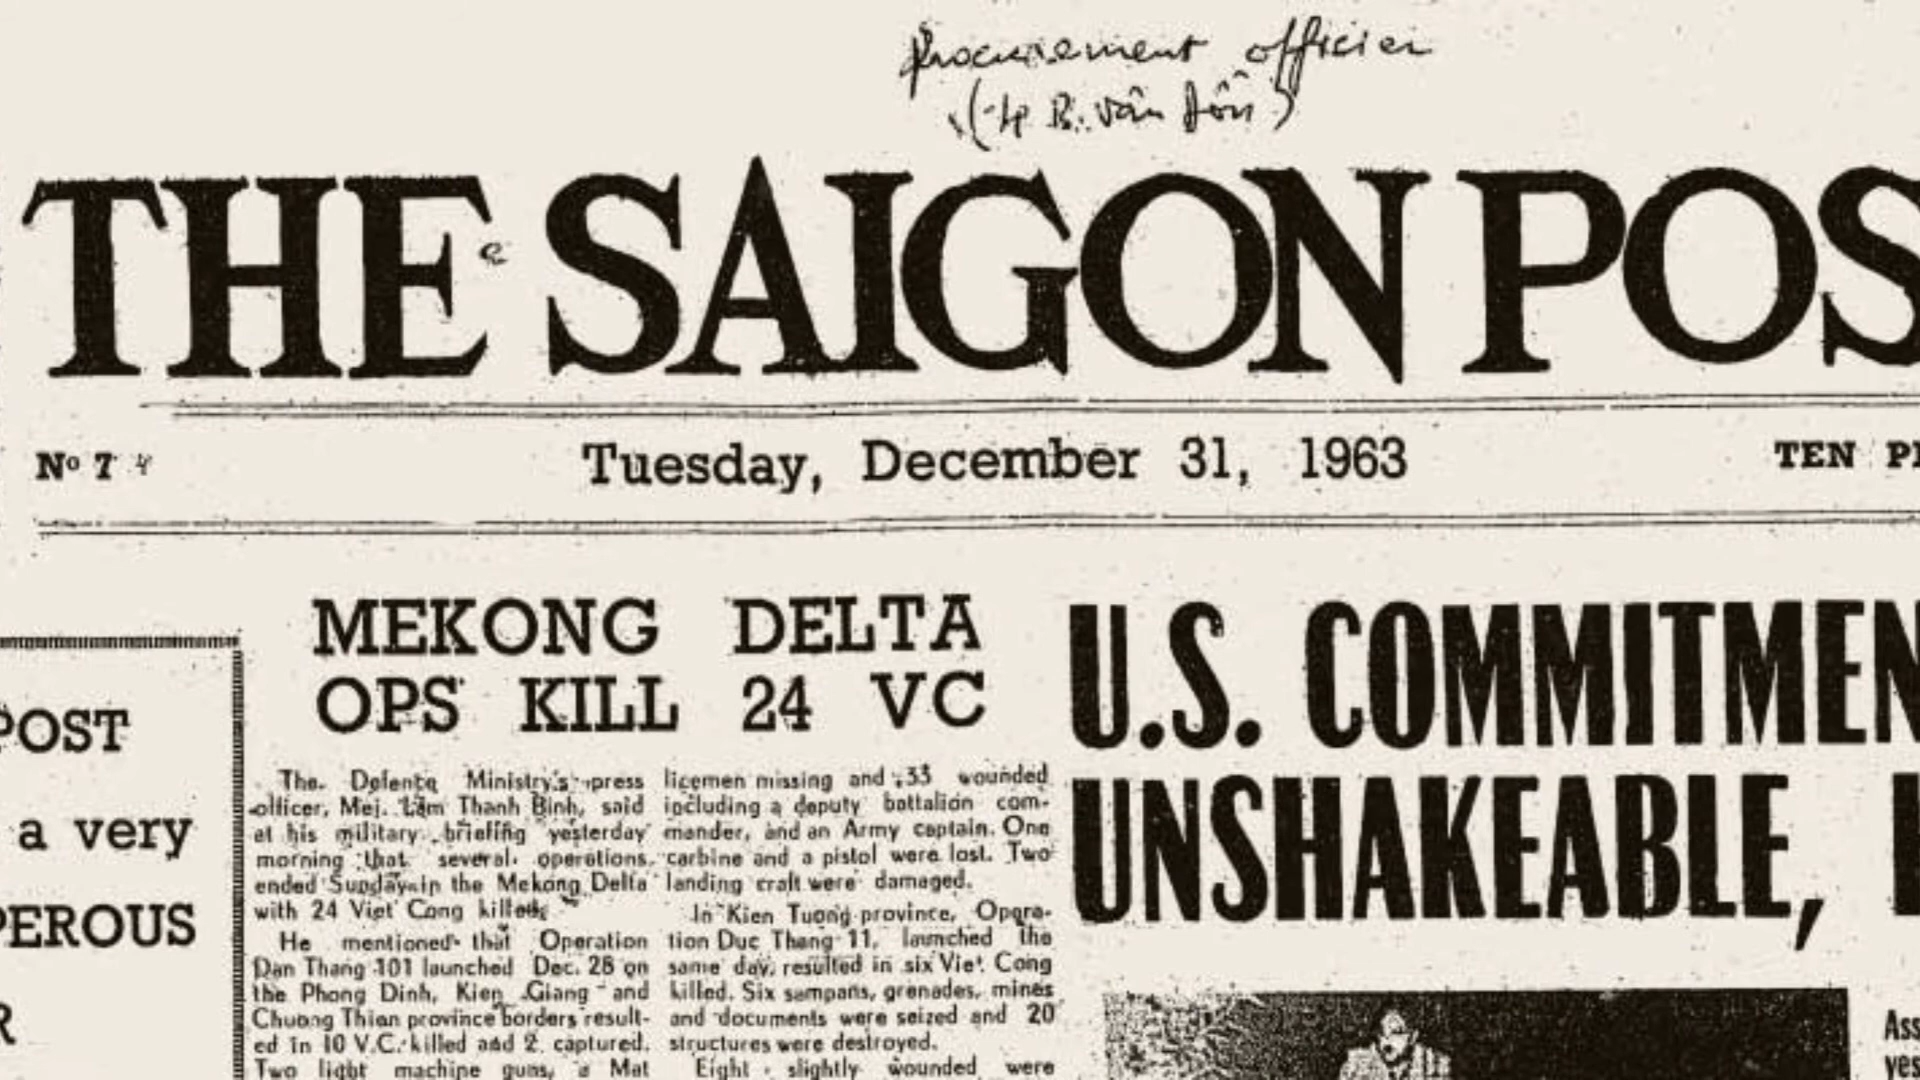 Procurement officier
THE SAIGON POS
No 7
Tuesday, December 31, 1963
TEN
POST
a very
PEROUS
R
MEKONG DELTA
OPS KILL 24 VC
The Defence Ministry's press
officer, Maj. Lâm Thanh Binh, said
at his military briefing yesterday
morning that several operations
ended Sunday in the Mekong Delta
with 24 Viet Cong killed.
He mentioned that Operation
Dan Thang 101 launched Dec. 28 on
the Phong Dinh, Kien Giang and
Chuong Thien province borders result-
ed in 10 V.C. killed and 2 captured.
Two light machine guns, a Mat
licemen missing and 33 wounded
including a deputy battalion com-
mander, and an Army captain. One
carbine and a pistol were lost. Two
landing craft were damaged.
In Kien Tuong province, Opera-
tion Duc Thang 11, launched the
same day, resulted in six Viet Cong
killed. Six sampans, grenades, mines
and documents were seized and 20
structures were destroyed.
Eight slightly wounded were
U.S. COMMITMEN
UNSHAKEABLE,
Ass
yes